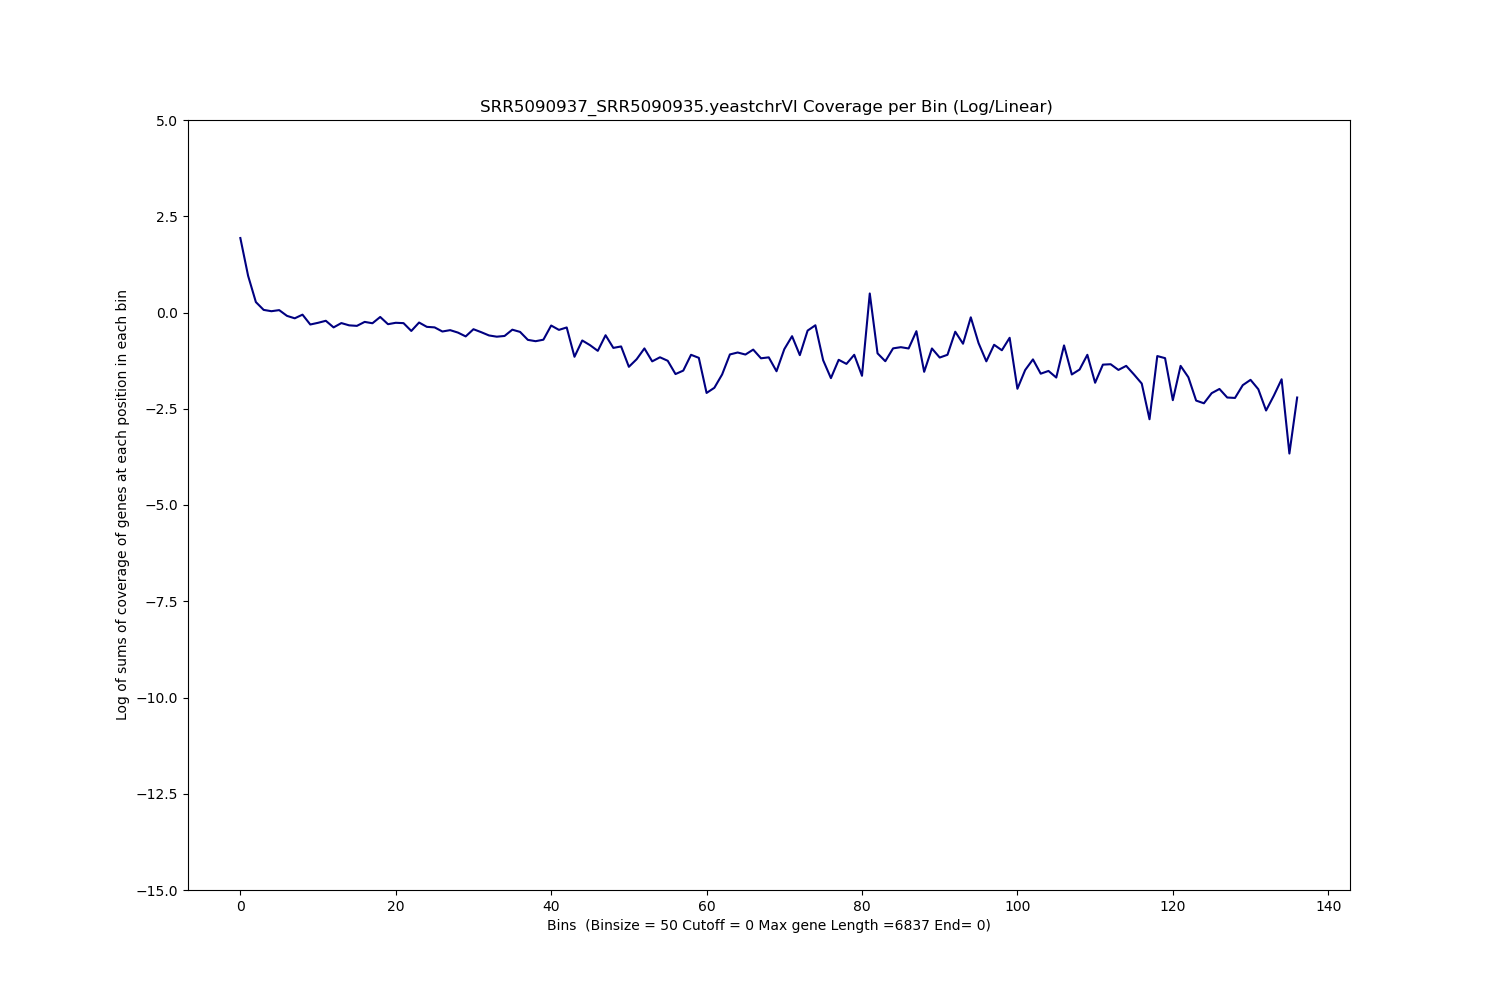 SRR5090937_SRR5090935.yeastchrVI Coverage per Bin (Log/Linear)
5.0
2.5
0.0
−2.5
−5.0
−7.5
−10.0
−12.5
−15.0
Log of sums of coverage of genes at each position in each bin
0 20 40 60 80 100 120 140
Bins  (Binsize = 50 Cutoff = 0 Max gene Length =6837 End= 0)